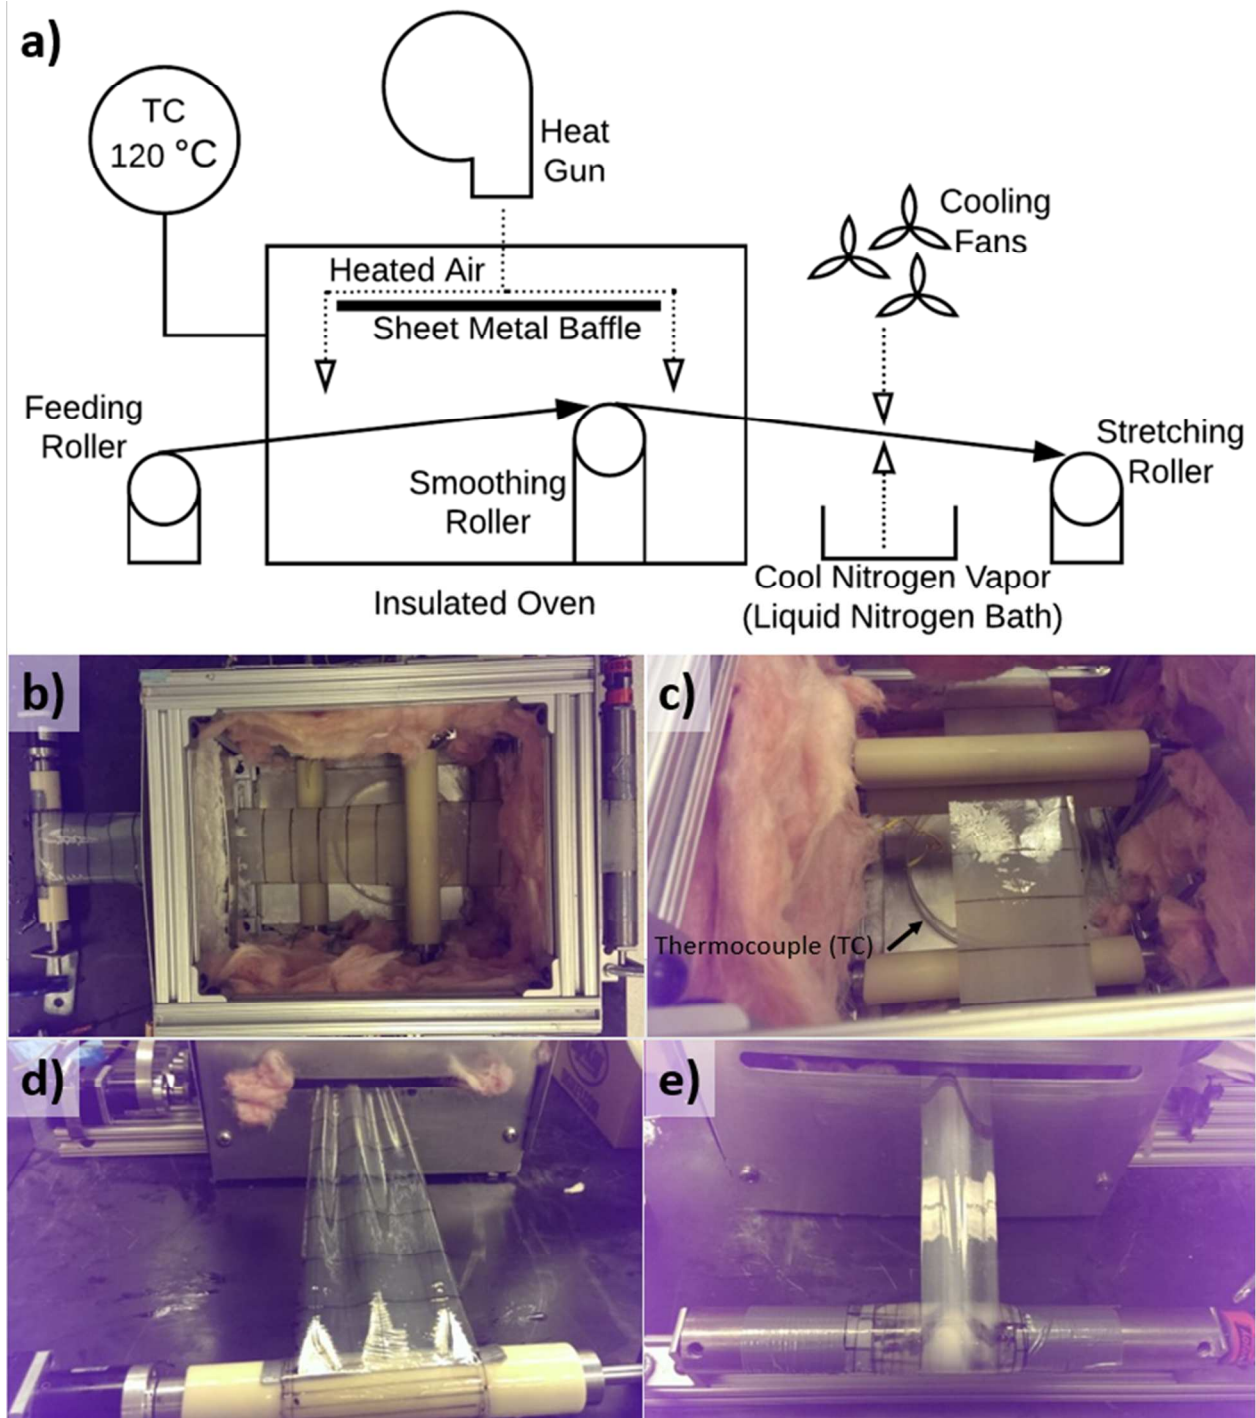 a)
TC
120 °C
Heat
Gun
Cooling
Fans
Heated Air
Sheet Metal Baffle
Feeding
Roller
Smoothing
Roller
Stretching
Roller
Cool Nitrogen Vapor
(Liquid Nitrogen Bath)
Insulated Oven
b)
c)
Thermocouple (TC)
d)
e)